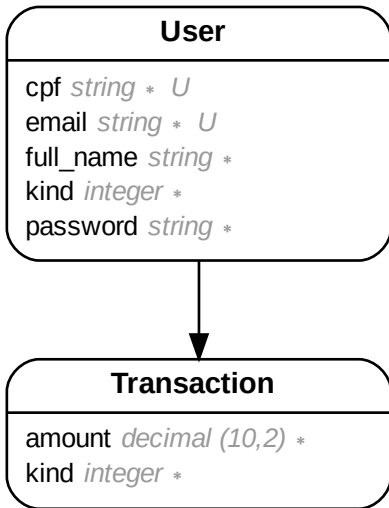 User
cpf string * U
email string * U
full_name string *
kind integer *
password string *
Transaction
amount decimal (10,2) *
kind integer *